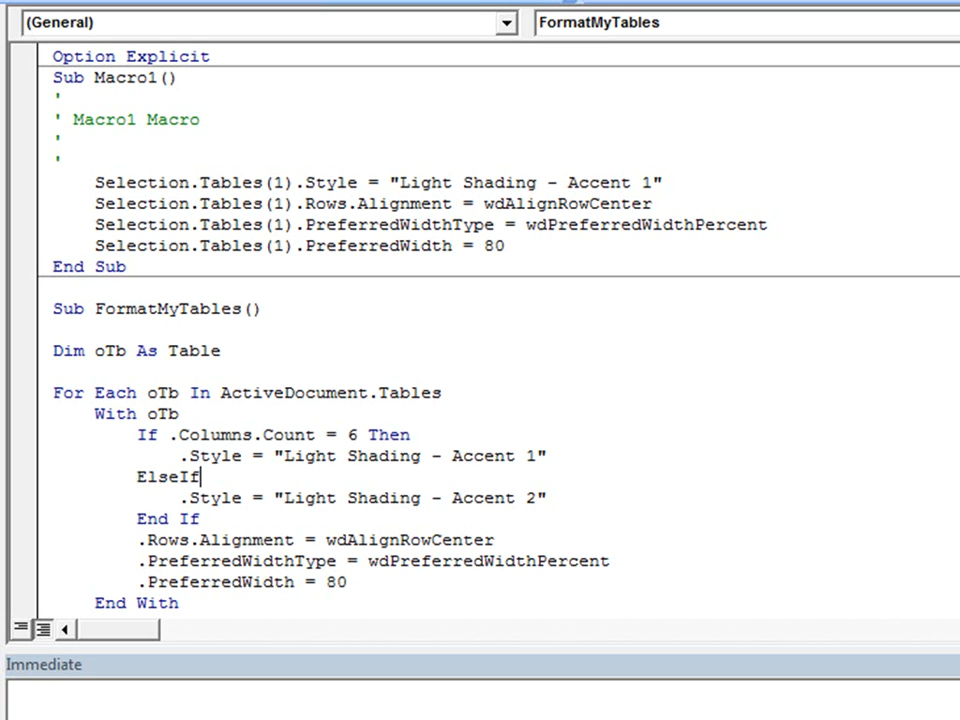 (General)
FormatMyTables
Option Explicit
Sub Macro1()
'
' Macro1 Macro
'
'
Selection.Tables(1).Style = "Light Shading - Accent 1"
Selection.Tables(1).Rows.Alignment = wdAlignRowCenter
Selection.Tables(1).PreferredWidthType = wdPreferredWidthPercent
Selection.Tables(1).PreferredWidth = 80
End Sub
Sub FormatMyTables()
Dim oTb As Table
For Each oTb In ActiveDocument.Tables
With oTb
If .Columns.Count = 6 Then
.Style = "Light Shading - Accent 1"
ElseIf
.Style = "Light Shading - Accent 2"
End If
.Rows.Alignment = wdAlignRowCenter
.PreferredWidthType = wdPreferredWidthPercent
.PreferredWidth = 80
End With
Immediate